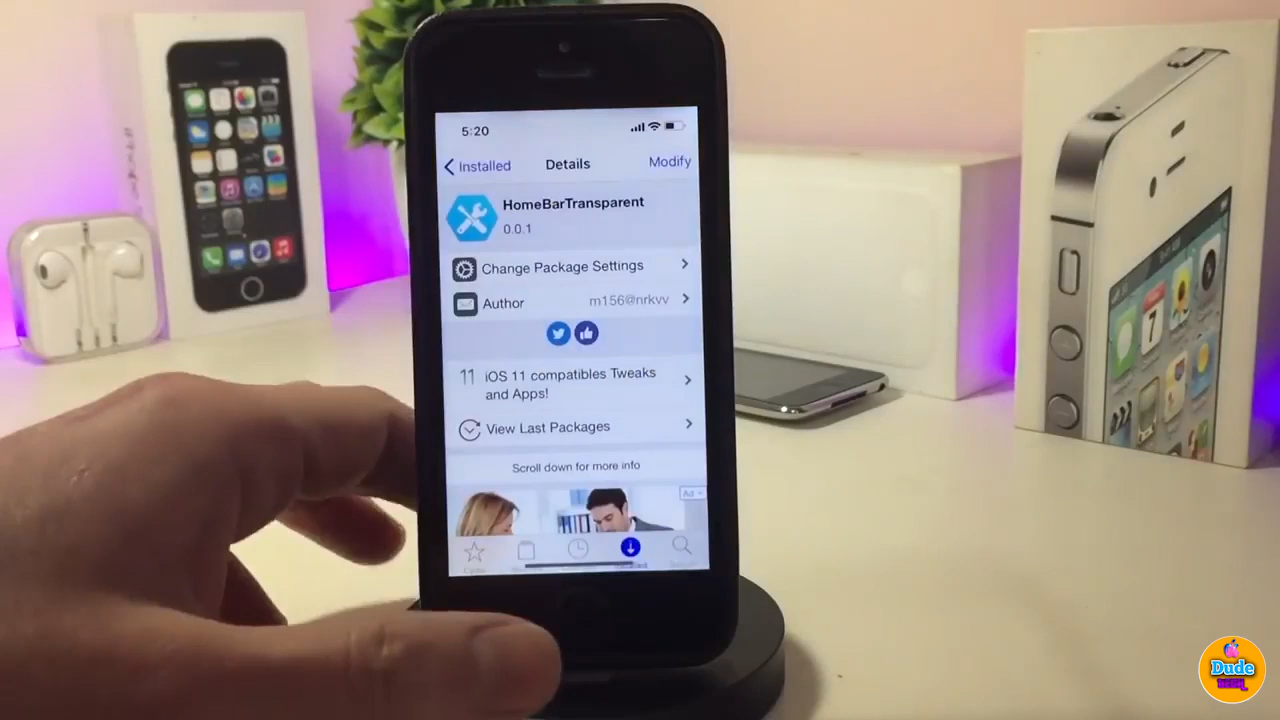 5:20
Installed
Details
Modify
HomeBarTransparent
0.0.1
Change Package Settings
Author
m156@nrkvv
11
iOS 11 compatibles Tweaks
and Apps!
View Last Packages
Scroll down for more info
Ad
7
Dude